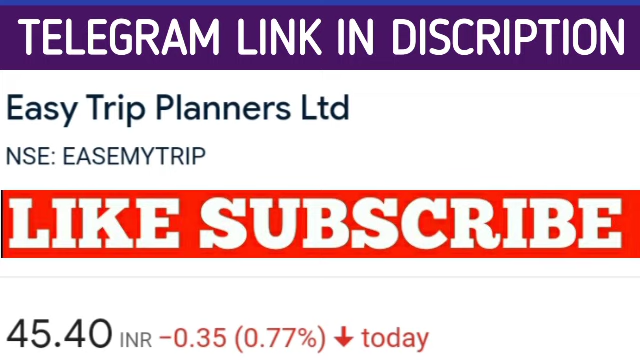 TELEGRAM LINK IN DISCRIPTION
Easy Trip Planners Ltd
NSE: EASEMYTRIP
LIKE SUBSCRIBE
45.40 INR −0.35 (0.77%) ↓ today